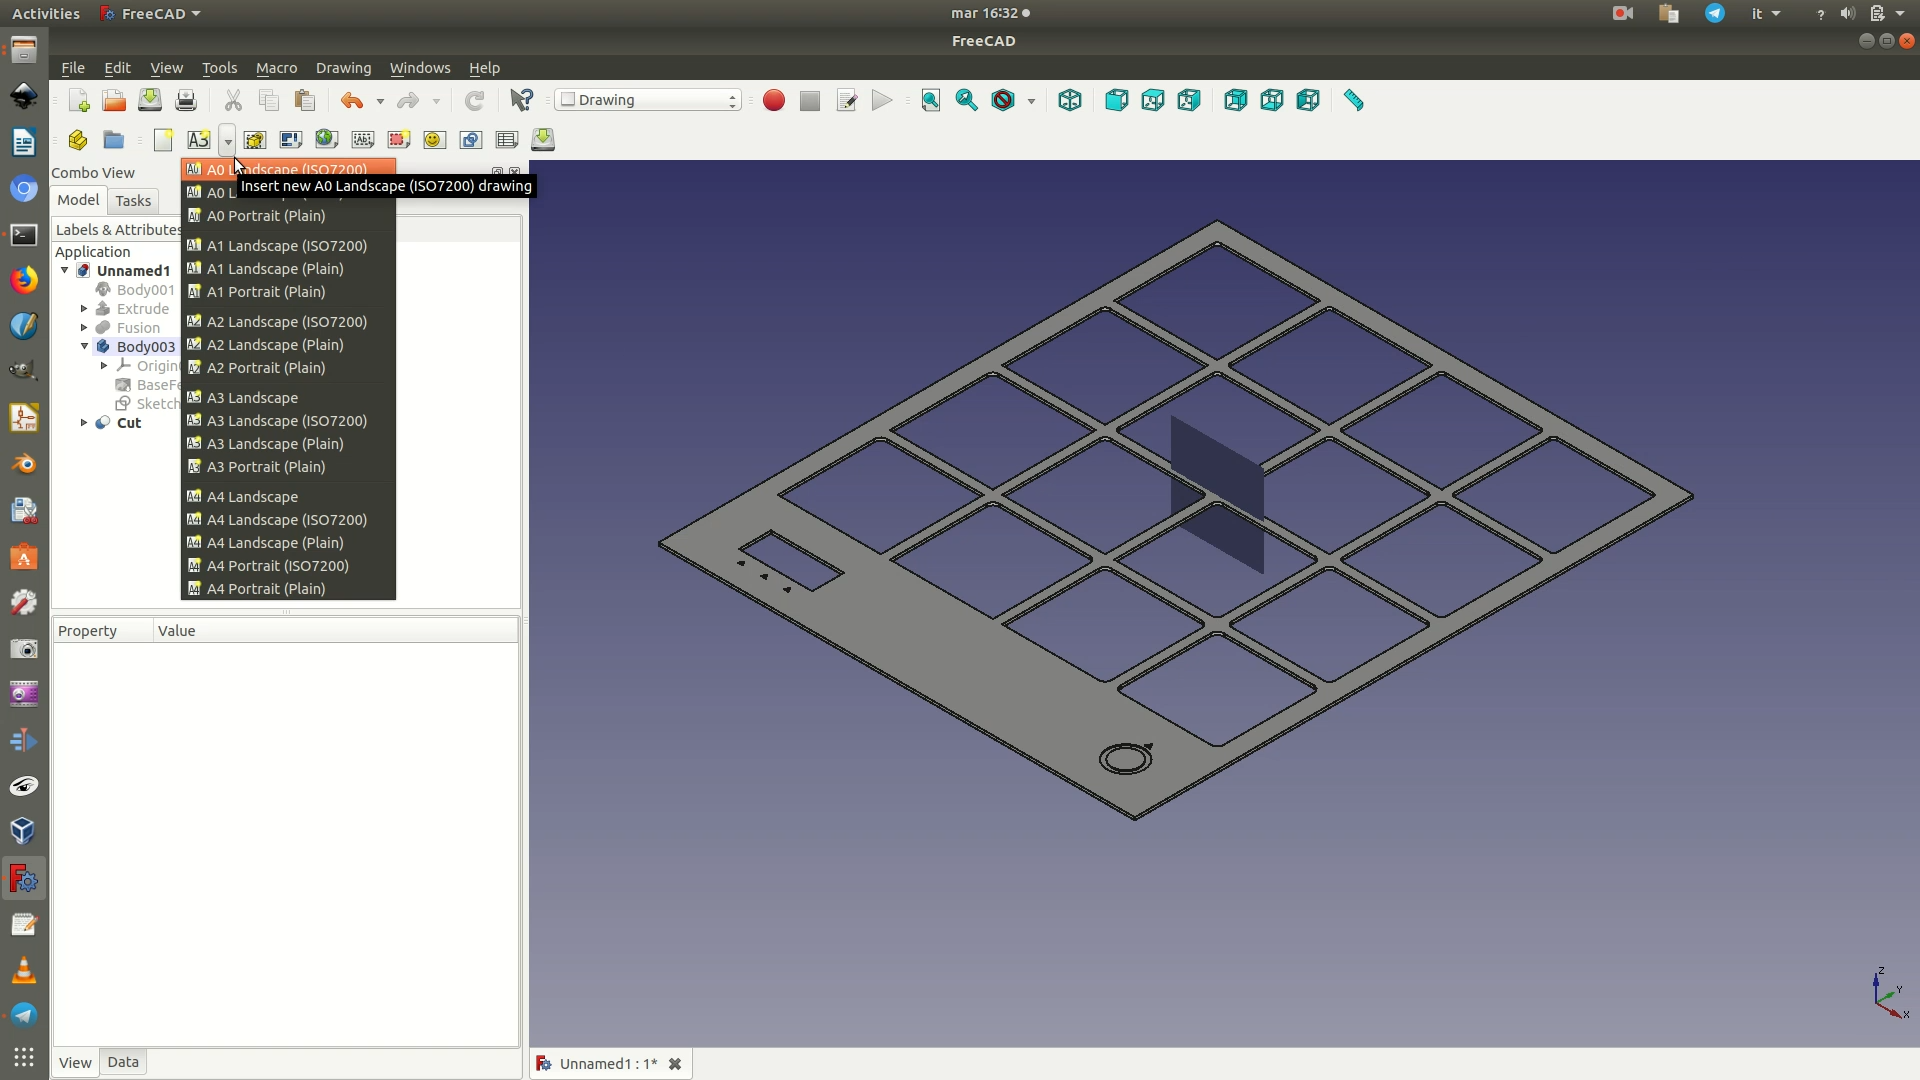 Activities FreeCAD mar 16:32 it
FreeCAD
File Edit View Tools Macro Drawing Windows Help
Drawing
A3
Combo View
Model Tasks
Labels & Attributes
Application
Unnamed1
Body001
Extrude
Fusion
Body003
Origin
BaseFe
Sketch
Cut
A0 Landscape (ISO7200)
Insert new A0 Landscape (ISO7200) drawing
A0 L
A0 Portrait (Plain)
A1 Landscape (ISO7200)
A1 Landscape (Plain)
A1 Portrait (Plain)
A2 Landscape (ISO7200)
A2 Landscape (Plain)
A2 Portrait (Plain)
A3 Landscape
A3 Landscape (ISO7200)
A3 Landscape (Plain)
A3 Portrait (Plain)
A4 Landscape
A4 Landscape (ISO7200)
A4 Landscape (Plain)
A4 Portrait (ISO7200)
A4 Portrait (Plain)
Property Value
View Data
Unnamed1 : 1*
Z
Y
X